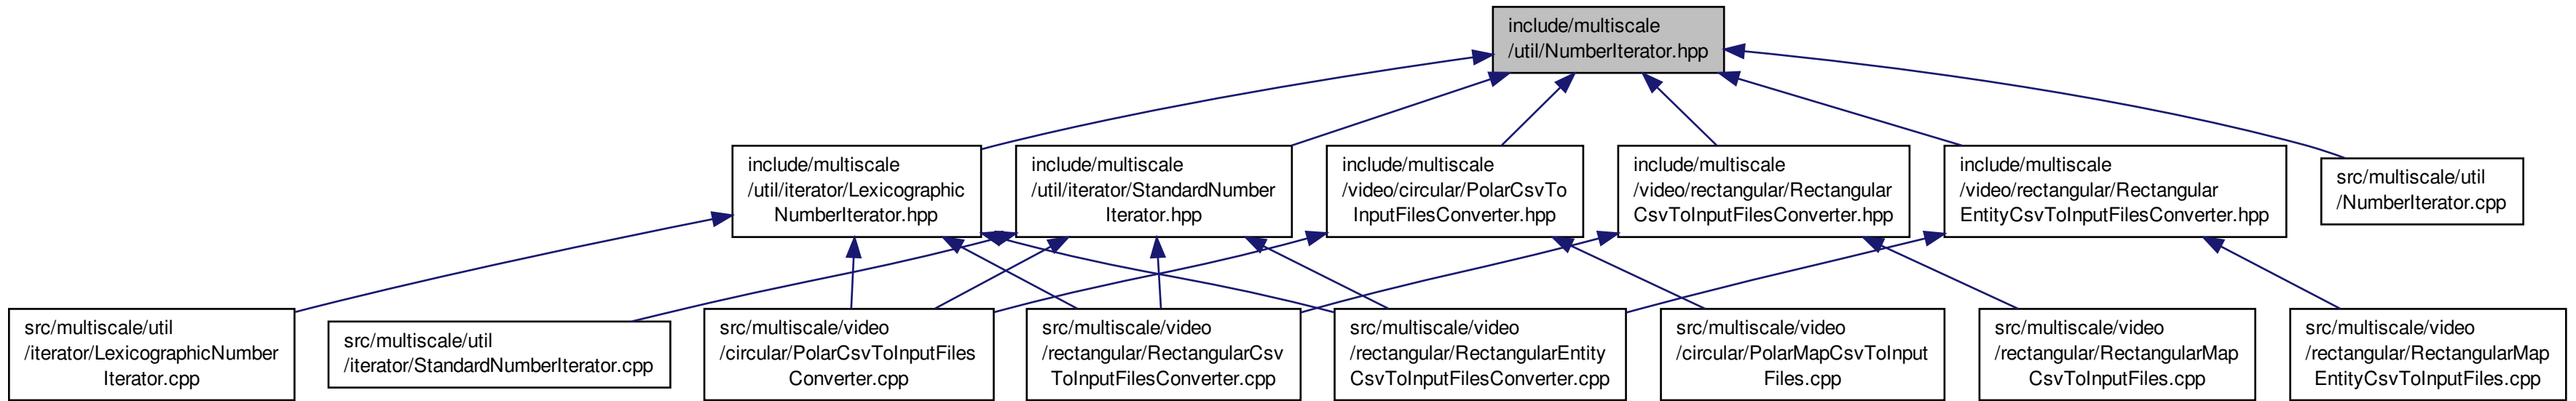 include/multiscale
/util/NumberIterator.hpp
include/multiscale
/util/iterator/Lexicographic
NumberIterator.hpp
include/multiscale
/util/iterator/StandardNumber
Iterator.hpp
include/multiscale
/video/circular/PolarCsvTo
InputFilesConverter.hpp
include/multiscale
/video/rectangular/Rectangular
CsvToInputFilesConverter.hpp
include/multiscale
/video/rectangular/Rectangular
EntityCsvToInputFilesConverter.hpp
src/multiscale/util
/NumberIterator.cpp
src/multiscale/util
/iterator/LexicographicNumber
Iterator.cpp
src/multiscale/util
/iterator/StandardNumberIterator.cpp
src/multiscale/video
/circular/PolarCsvToInputFiles
Converter.cpp
src/multiscale/video
/rectangular/RectangularCsv
ToInputFilesConverter.cpp
src/multiscale/video
/rectangular/RectangularEntity
CsvToInputFilesConverter.cpp
src/multiscale/video
/circular/PolarMapCsvToInput
Files.cpp
src/multiscale/video
/rectangular/RectangularMap
CsvToInputFiles.cpp
src/multiscale/video
/rectangular/RectangularMap
EntityCsvToInputFiles.cpp